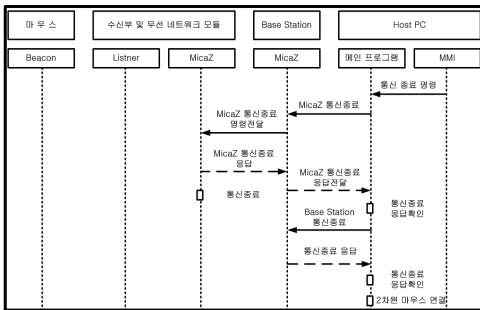 마 우 스
수신부 및 무선 네트워크 모듈
Base Station
Host PC
Beacon
Listner
MicaZ
MicaZ
메인 프로그램
MMI
통신 종료 명령
MicaZ 통신종료
MicaZ 통신종료
명령전달
MicaZ 통신종료
응답
MicaZ 통신종료
응답전달
통신종료
통신종료
응답확인
Base Station
통신종료
통신종료 응답
통신종료
응답확인
2차원 마우스 연결